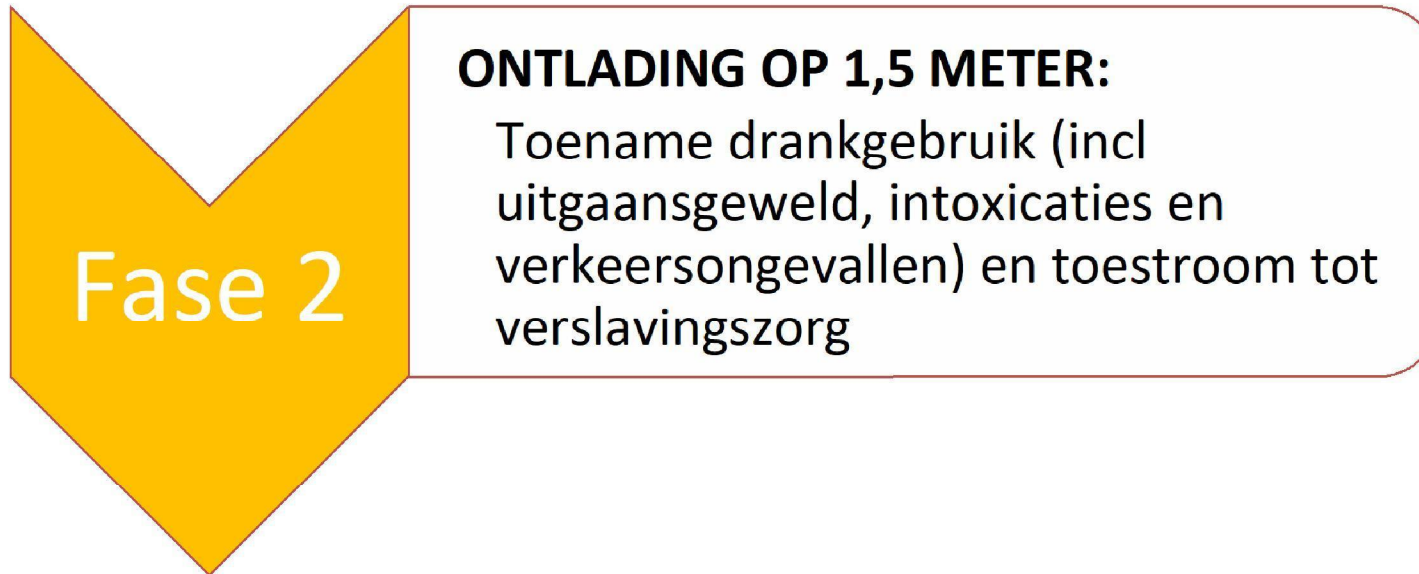 Fase 2
ONTLADING OP 1,5 METER:
Toename drankgebruik (incl
uitgaansgeweld, intoxicaties en
verkeersongevallen) en toestroom tot
verslavingszorg